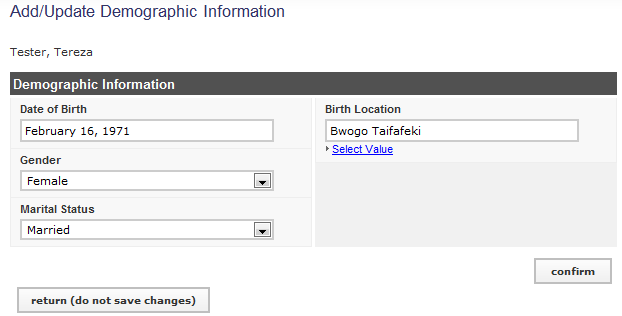 Add/Update Demographic Information
Tester, Tereza
Demographic Information
Date of Birth
February 16, 1971
Gender
Female
Marital Status
Married
Birth Location
Bwogo Taifafeki
Select Value
confirm
return (do not save changes)